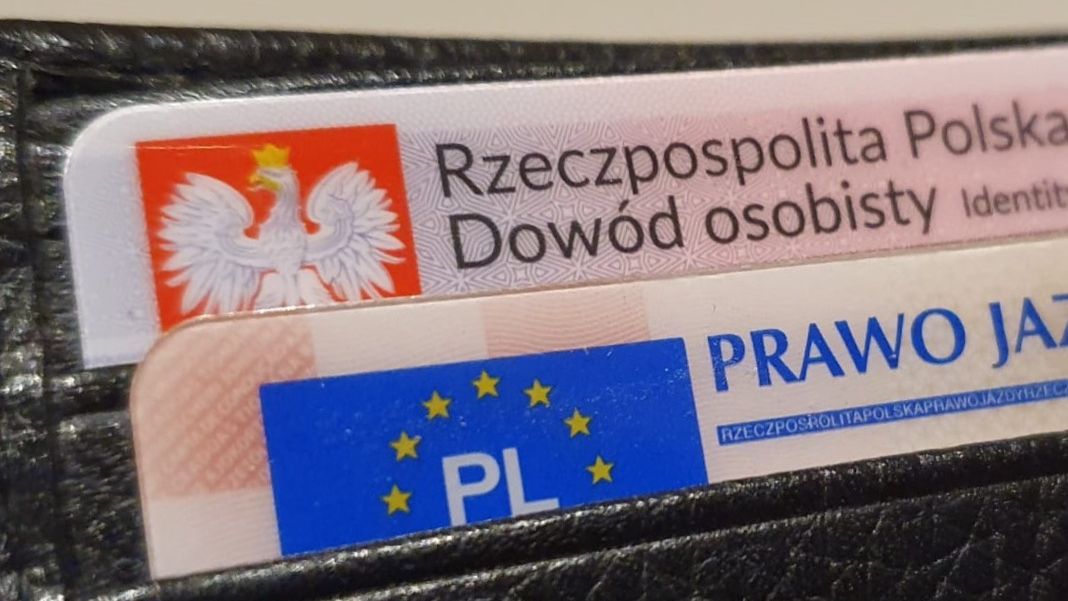 Rzeczpospolita Polska
Dowód osobisty Identit
PL
PRAWO JAZ
RZECZPOSPOLITAPOLSKAPRAWOJAZDYRZECZ